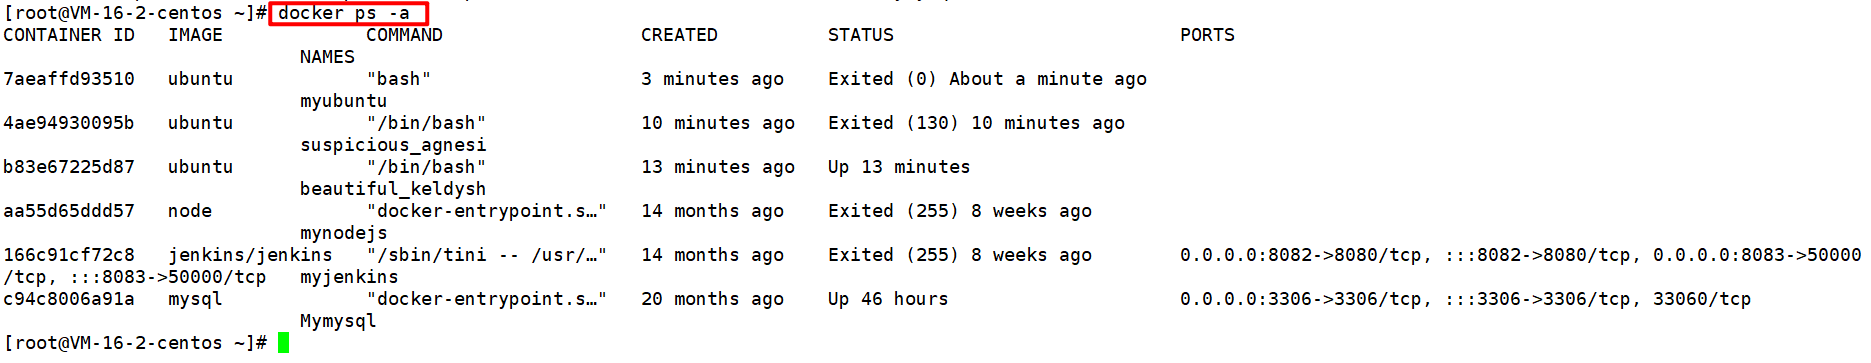 [root@VM-16-2-centos ~]# docker ps -a
CONTAINER ID   IMAGE             COMMAND                  CREATED          STATUS                          PORTS
                           NAMES
7aeaffd93510   ubuntu            "bash"                   3 minutes ago    Exited (0) About a minute ago
                           myubuntu
4ae94930095b   ubuntu            "/bin/bash"              10 minutes ago   Exited (130) 10 minutes ago
                           suspicious_agnesi
b83e67225d87   ubuntu            "/bin/bash"              13 minutes ago   Up 13 minutes
                           beautiful_keldysh
aa55d65ddd57   node              "docker-entrypoint.s…"   14 months ago    Exited (255) 8 weeks ago
                           mynodejs
166c91cf72c8   jenkins/jenkins   "/sbin/tini -- /usr/…"   14 months ago    Exited (255) 8 weeks ago        0.0.0.0:8082->8080/tcp, :::8082->8080/tcp, 0.0.0.0:8083->50000
/tcp, :::8083->50000/tcp   myjenkins
c94c8006a91a   mysql             "docker-entrypoint.s…"   20 months ago    Up 46 hours                     0.0.0.0:3306->3306/tcp, :::3306->3306/tcp, 33060/tcp
                           Mymysql
[root@VM-16-2-centos ~]#